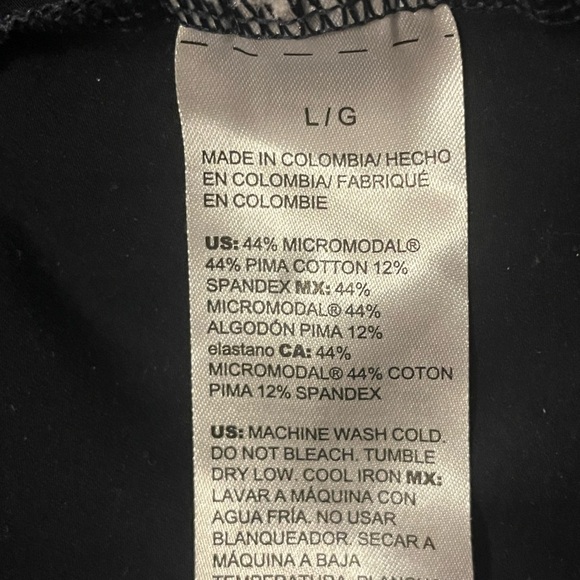 L / G
MADE IN COLOMBIA/ HECHO
EN COLOMBIA/ FABRIQUÉ
EN COLOMBIE
US: 44% MICROMODAL®
44% PIMA COTTON 12%
SPANDEX MX: 44%
MICROMODAL® 44%
ALGODÓN PIMA 12%
elastano CA: 44%
MICROMODAL® 44% COTON
PIMA 12% SPANDEX
US: MACHINE WASH COLD.
DO NOT BLEACH. TUMBLE
DRY LOW. COOL IRON MX:
LAVAR A MÁQUINA CON
AGUA FRÍA. NO USAR
BLANQUEADOR. SECAR A
MÁQUINA A BAJA